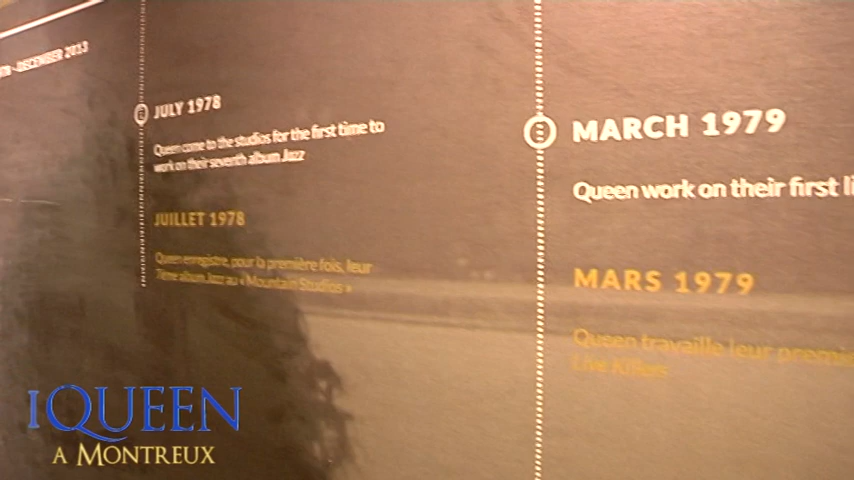 - DECEMBER 2013
JULY 1978
Queen come to the studios for the first time to
work on their seventh album Jazz
JUILLET 1978
Queen enregistre, pour la première fois, leur
7ème album Jazz au « Mountain Studios »
MARCH 1979
Queen work on their first li
MARS 1979
Queen travaille leur premie
Live Killers
I QUEEN
A MONTREUX